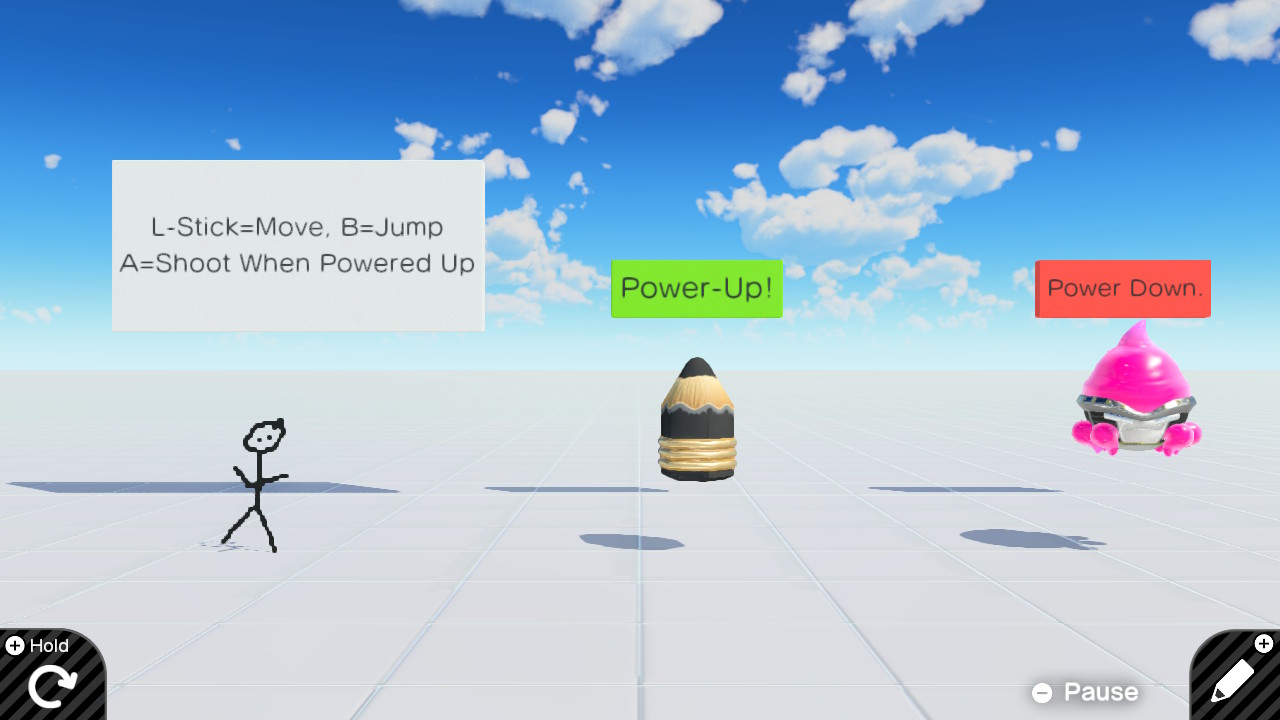 L-Stick=Move, B=Jump
A=Shoot When Powered Up
Power-Up!
Power Down.
Hold
Pause